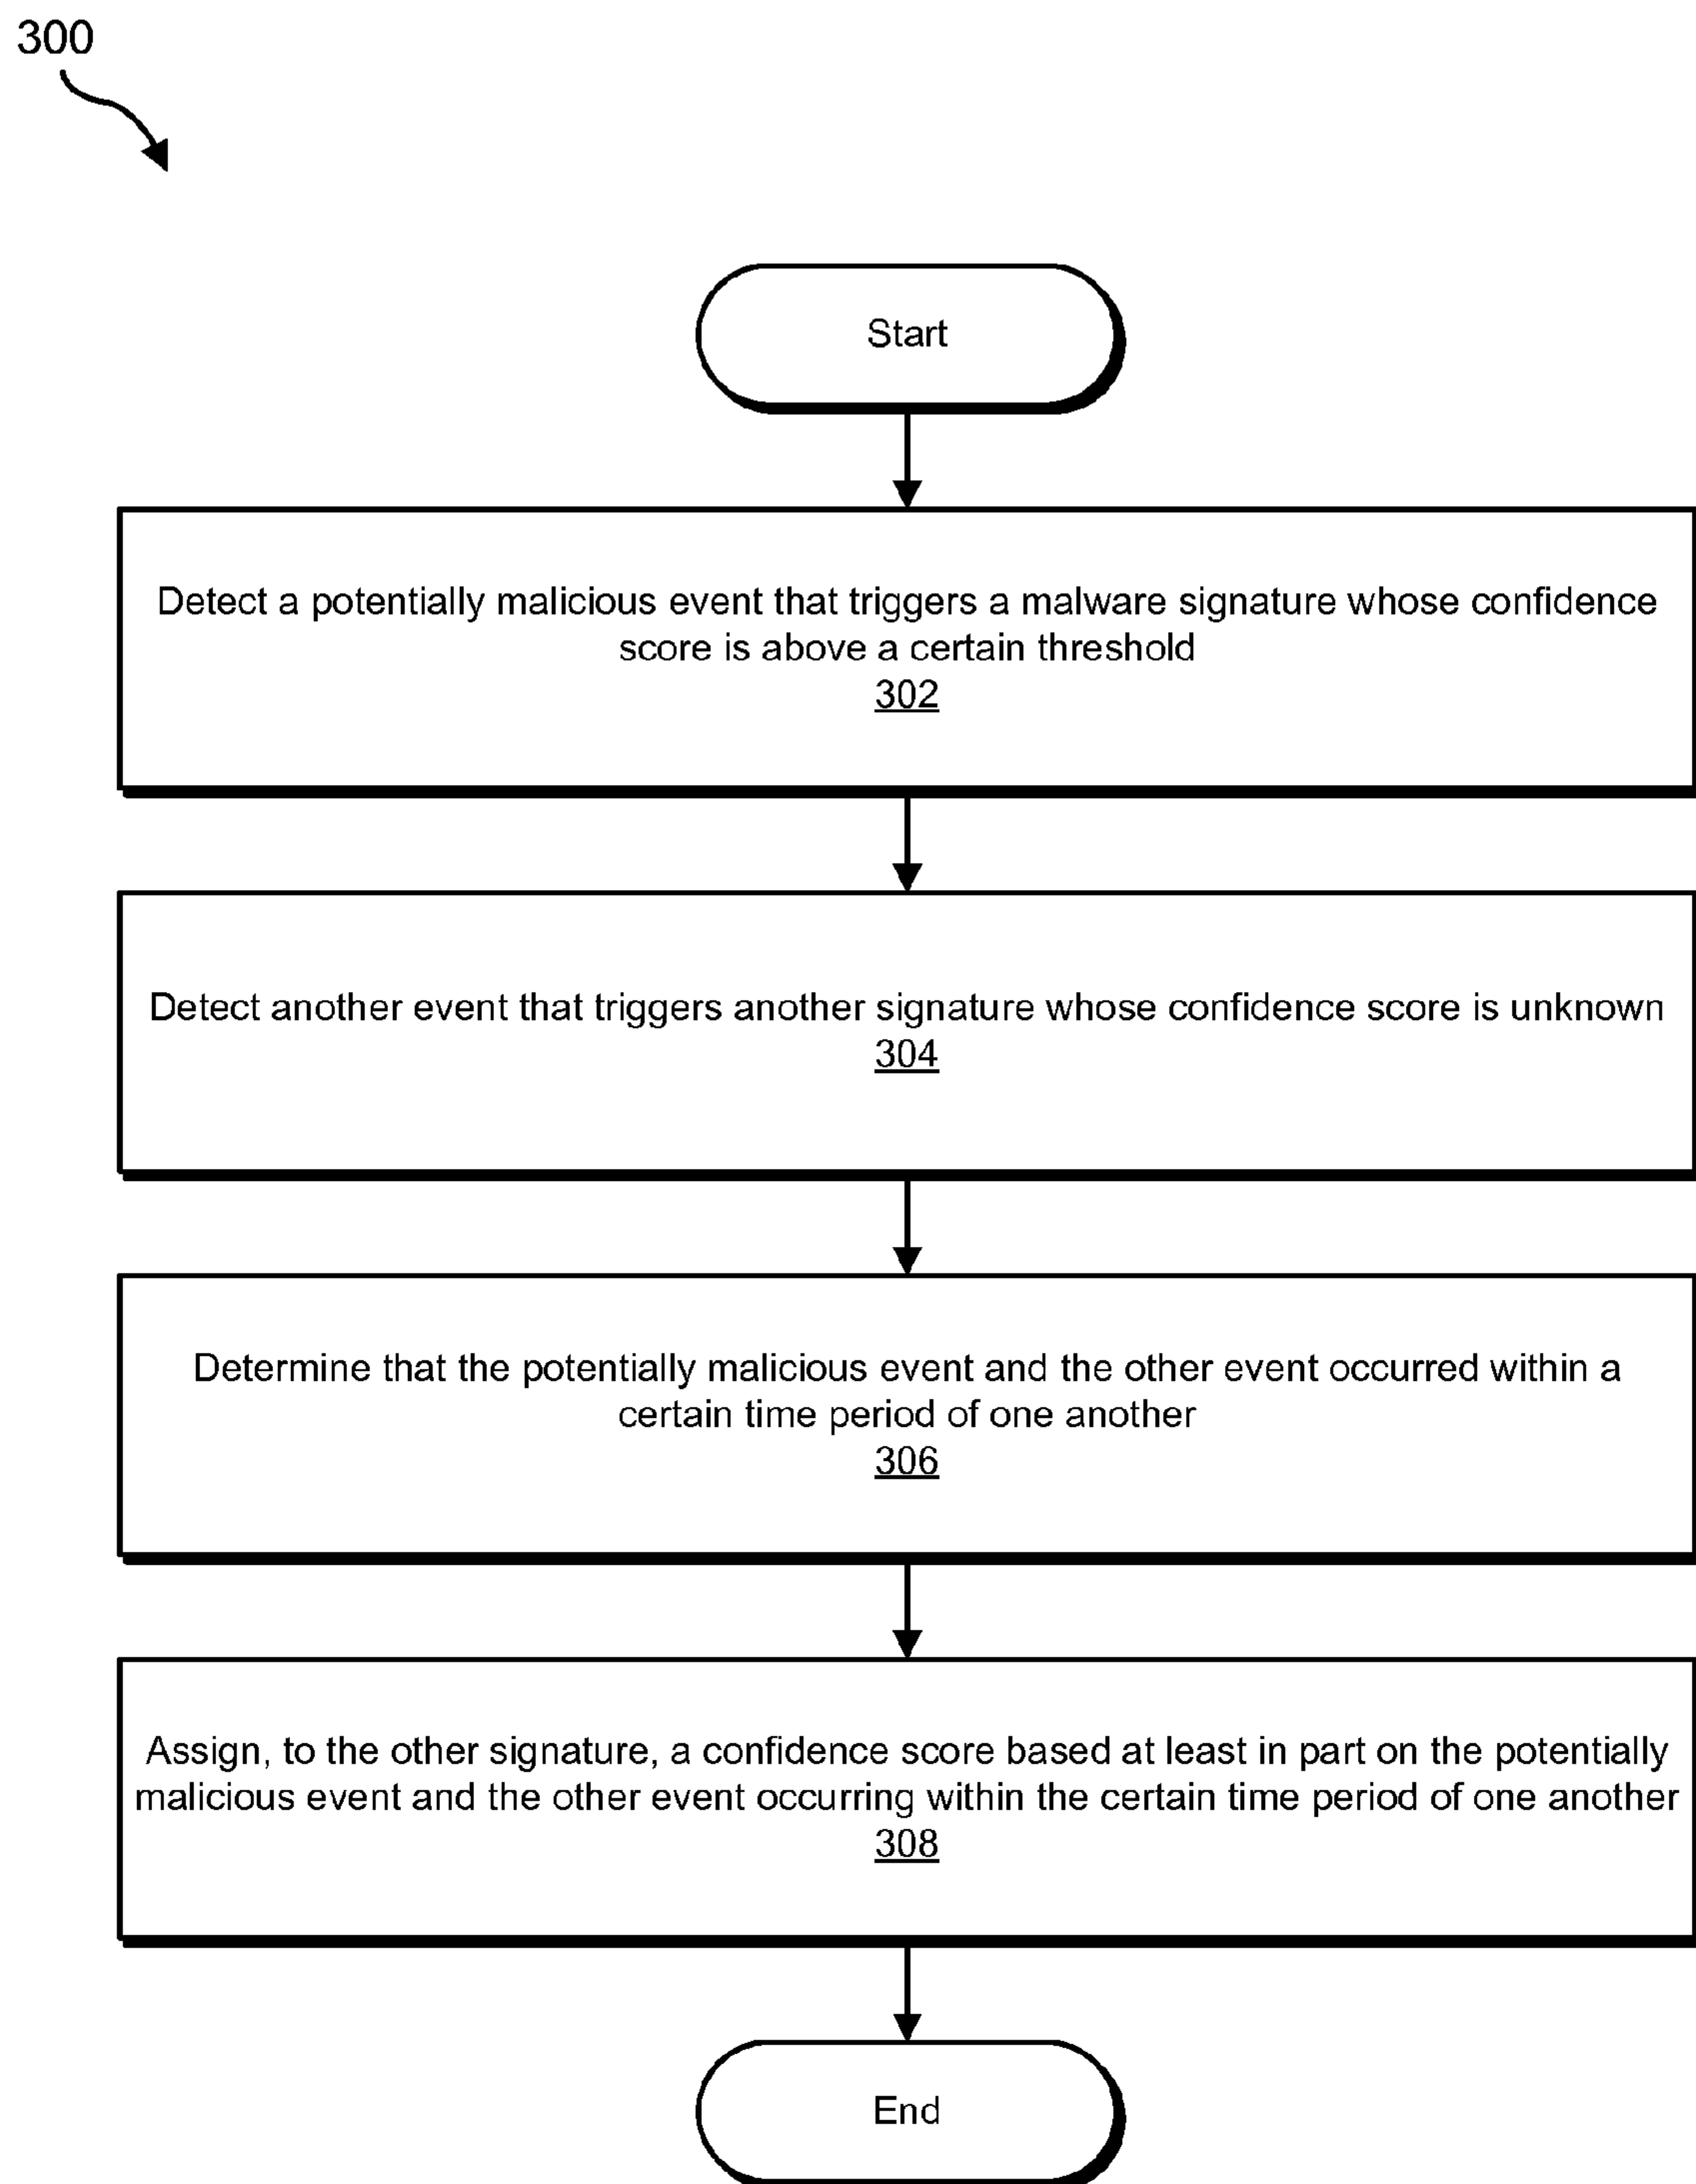 300
Start
Detect a potentially malicious event that triggers a malware signature whose confidence
score is above a certain threshold
302
Detect another event that triggers another signature whose confidence score is unknown
304
Determine that the potentially malicious event and the other event occurred within a
certain time period of one another
306
Assign, to the other signature, a confidence score based at least in part on the potentially
malicious event and the other event occurring within the certain time period of one another
308
End